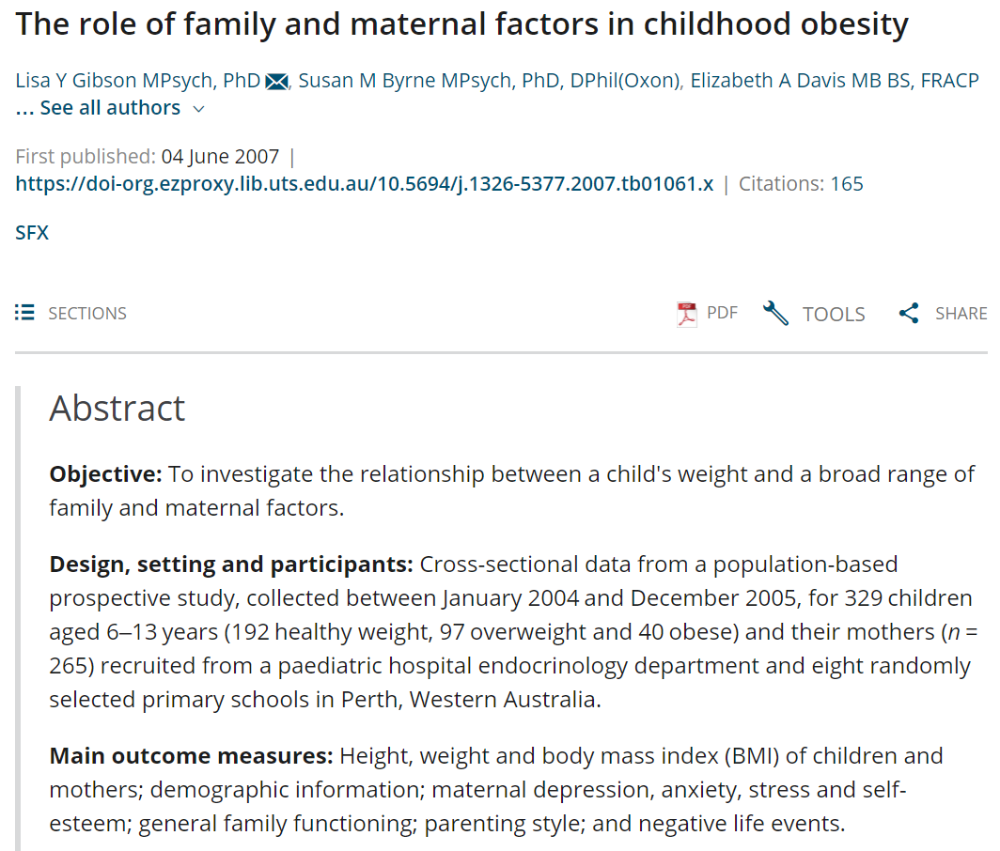 The role of family and maternal factors in childhood obesity
Lisa Y Gibson MPsych, PhD, Susan M Byrne MPsych, PhD, DPhil(Oxon), Elizabeth A Davis MB BS, FRACP
... See all authors
First published: 04 June 2007 |
https://doi-org.ezproxy.lib.uts.edu.au/10.5694/j.1326-5377.2007.tb01061.x | Citations: 165
SFX
SECTIONS PDF TOOLS SHARE
Abstract
Objective: To investigate the relationship between a child's weight and a broad range of
family and maternal factors.
Design, setting and participants: Cross-sectional data from a population-based
prospective study, collected between January 2004 and December 2005, for 329 children
aged 6–13 years (192 healthy weight, 97 overweight and 40 obese) and their mothers (n =
265) recruited from a paediatric hospital endocrinology department and eight randomly
selected primary schools in Perth, Western Australia.
Main outcome measures: Height, weight and body mass index (BMI) of children and
mothers; demographic information; maternal depression, anxiety, stress and self-
esteem; general family functioning; parenting style; and negative life events.